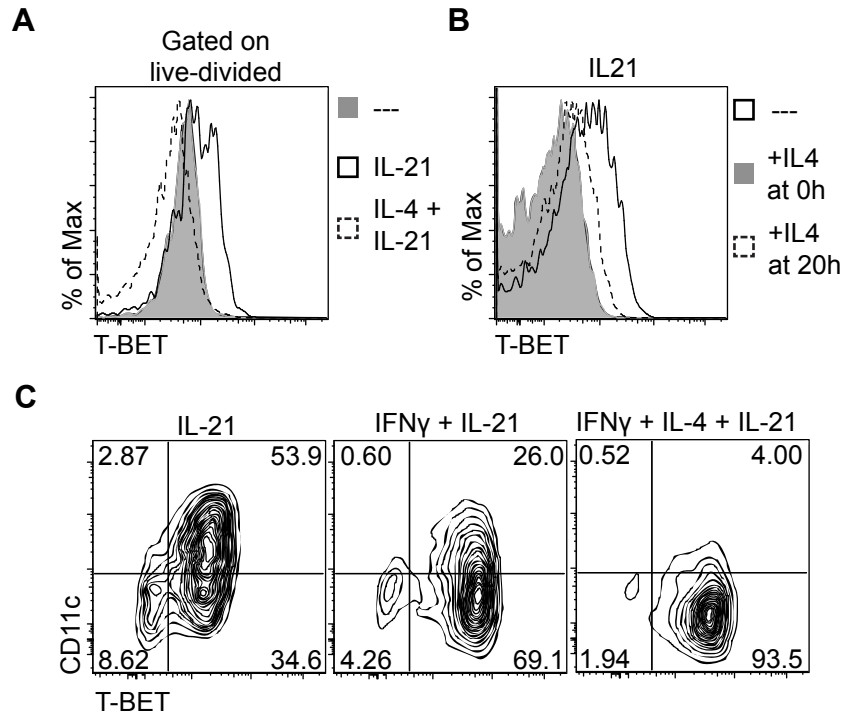 A
Gated on
live-divided
% of Max
T-BET
---
IL-21
IL-4 +
IL-21
B
IL21
% of Max
T-BET
---
+IL4
at 0h
+IL4
at 20h
C
IL-21
2.87 53.9
8.62 34.6
CD11c
T-BET
IFNγ + IL-21
0.60 26.0
4.26 69.1
IFNγ + IL-4 + IL-21
0.52 4.00
1.94 93.5